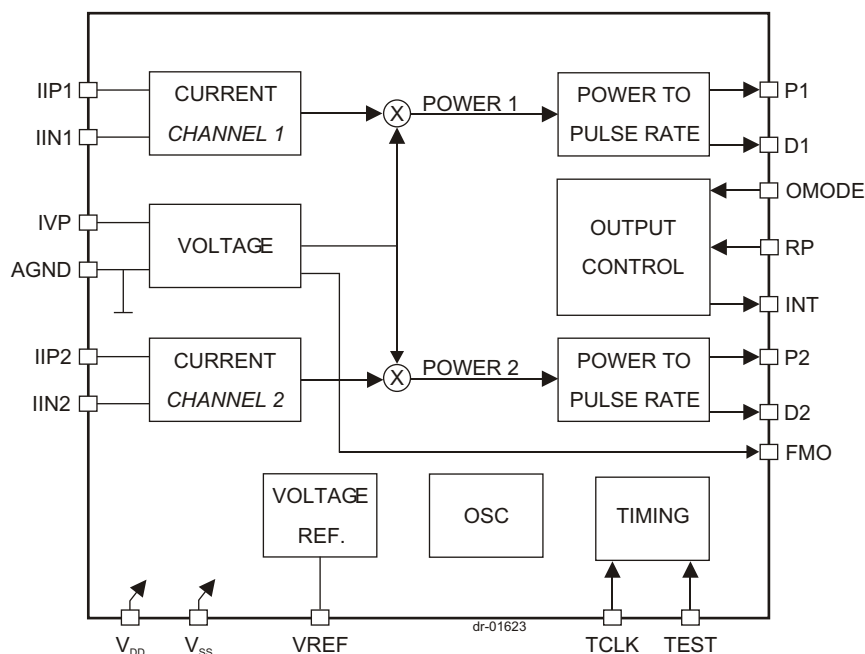 IIP1
IIN1
CURRENT
CHANNEL 1
X
POWER 1
POWER TO
PULSE RATE
P1
D1
IVP
AGND
VOLTAGE
OUTPUT
CONTROL
OMODE
RP
INT
IIP2
IIN2
CURRENT
CHANNEL 2
X
POWER 2
POWER TO
PULSE RATE
P2
D2
FMO
VOLTAGE
REF.
OSC
TIMING
dr-01623
VDD
VSS
VREF
TCLK
TEST